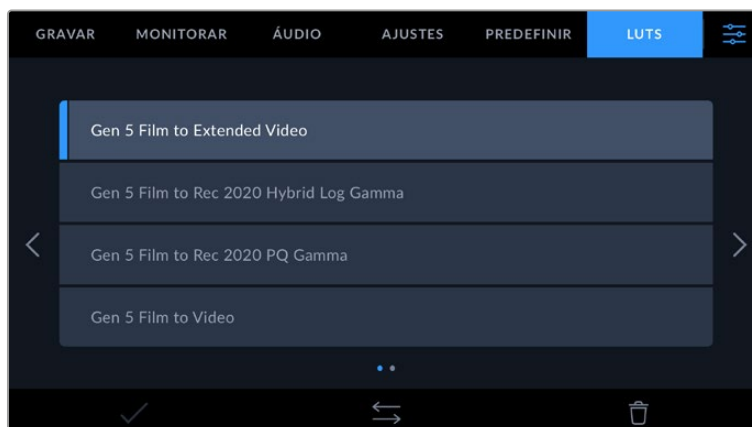 GRAVAR MONITORAR ÁUDIO AJUSTES PREDEFINIR LUTS
Gen 5 Film to Extended Video
Gen 5 Film to Rec 2020 Hybrid Log Gamma
Gen 5 Film to Rec 2020 PQ Gamma
Gen 5 Film to Video